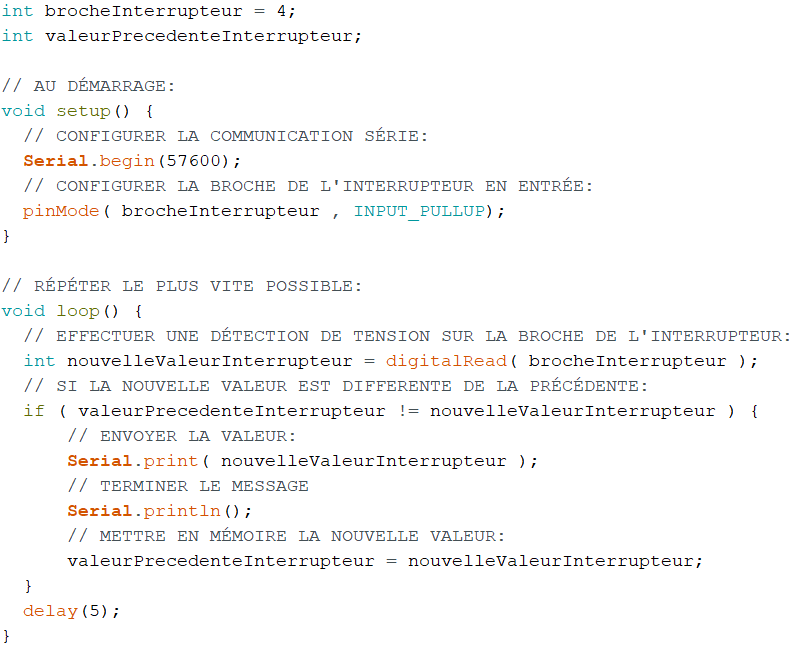 int brocheInterrupteur = 4;
int valeurPrecedenteInterrupteur;

// AU DÉMARRAGE:
void setup() {
  // CONFIGURER LA COMMUNICATION SÉRIE:
  Serial.begin(57600);
  // CONFIGURER LA BROCHE DE L'INTERRUPTEUR EN ENTRÉE:
  pinMode( brocheInterrupteur , INPUT_PULLUP);
}

// RÉPÉTER LE PLUS VITE POSSIBLE:
void loop() {
  // EFFECTUER UNE DÉTECTION DE TENSION SUR LA BROCHE DE L'INTERRUPTEUR:
  int nouvelleValeurInterrupteur = digitalRead( brocheInterrupteur );
  // SI LA NOUVELLE VALEUR EST DIFFERENTE DE LA PRÉCÉDENTE:
  if ( valeurPrecedenteInterrupteur != nouvelleValeurInterrupteur ) {
      // ENVOYER LA VALEUR:
      Serial.print( nouvelleValeurInterrupteur );
      // TERMINER LE MESSAGE
      Serial.println();
      // METTRE EN MÉMOIRE LA NOUVELLE VALEUR:
      valeurPrecedenteInterrupteur = nouvelleValeurInterrupteur;
  }
  delay(5);
}